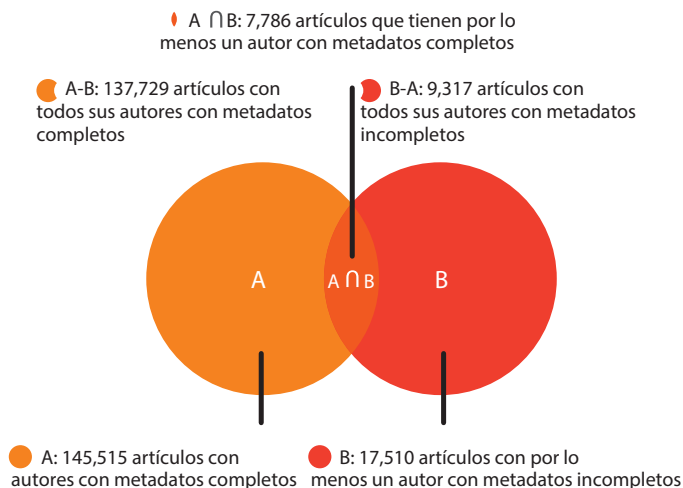 A ∩ B: 7,786 artículos que tienen por lo
menos un autor con metadatos completos
A-B: 137,729 artículos con
todos sus autores con metadatos
completos
B-A: 9,317 artículos con
todos sus autores con metadatos
incompletos
A
A ∩ B
B
A: 145,515 artículos con
autores con metadatos completos
B: 17,510 artículos con por lo
menos un autor con metadatos incompletos